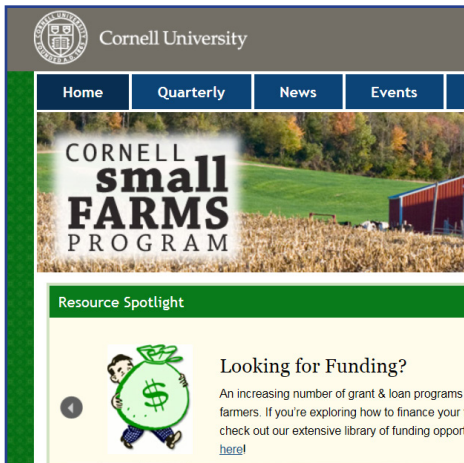 Cornell University
Home Quarterly News Events
CORNELL
small
FARMS
PROGRAM
Resource Spotlight
$
Looking for Funding?
An increasing number of grant & loan programs
farmers. If you're exploring how to finance your
check out our extensive library of funding oppor
here!